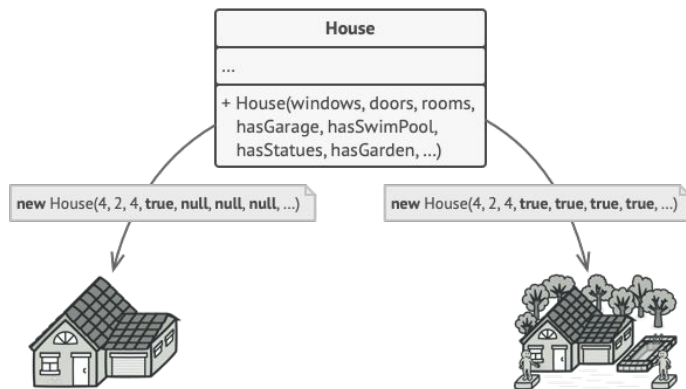 House
...
+ House(windows, doors, rooms,
hasGarage, hasSwimPool,
hasStatues, hasGarden, ...)
new House(4, 2, 4, true, null, null, null, ...)
new House(4, 2, 4, true, true, true, true, ...)